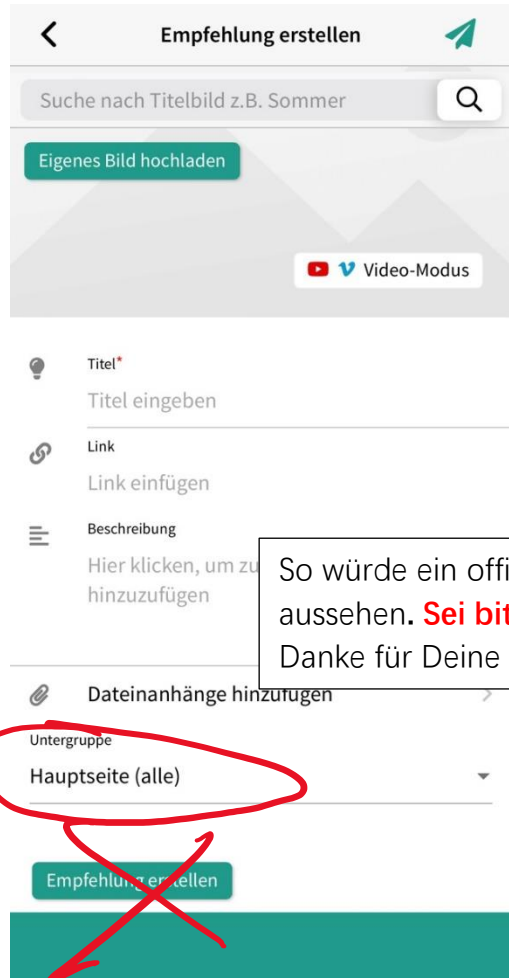 Empfehlung erstellen
Suche nach Titelbild z.B. Sommer
Eigenes Bild hochladen
Video-Modus
Titel*
Titel eingeben
Link
Link einfügen
Beschreibung
Hier klicken, um zu
hinzuzufügen
So würde ein offi
aussehen. Sei bit
Danke für Deine
Dateinanhänge hinzufügen
Untergruppe
Hauptseite (alle)
Empfehlung erstellen